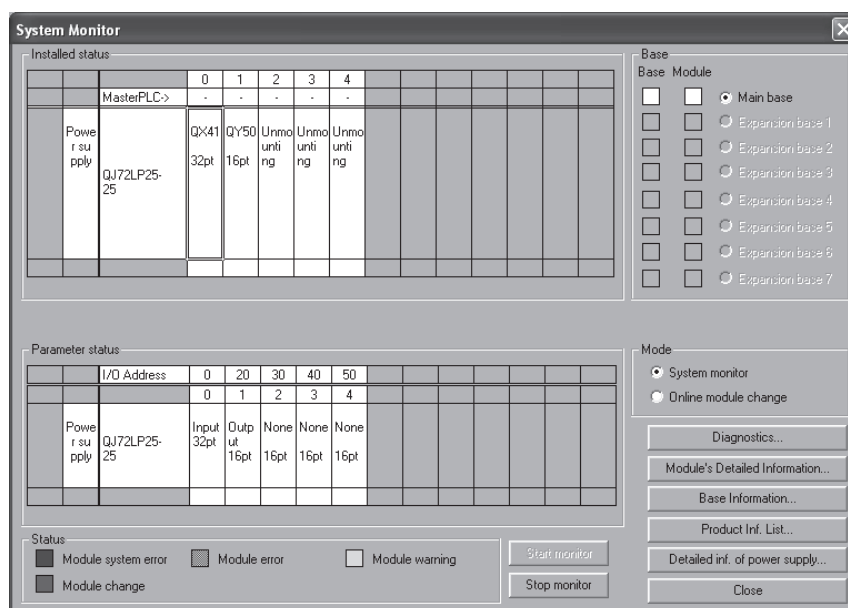 System Monitor
Installed status
0 1 2 3 4
MasterPLC-> - - - - -
Powe
r su
pply
QJ72LP25-
25
QX41
32pt
QY50
16pt
Unmo
unti
ng
Unmo
unti
ng
Unmo
unti
ng
Base
Base Module
Main base
Expansion base 1
Expansion base 2
Expansion base 3
Expansion base 4
Expansion base 5
Expansion base 6
Expansion base 7
Parameter status
I/O Address 0 20 30 40 50
0 1 2 3 4
Powe
r su
pply
QJ72LP25-
25
Input
32pt
Outp
ut
16pt
None
16pt
None
16pt
None
16pt
Mode
System monitor
Online module change
Diagnostics...
Module's Detailed Information...
Base Information...
Product Inf. List...
Detailed inf. of power supply...
Close
Status
Module system error
Module error
Module warning
Module change
Start monitor
Stop monitor